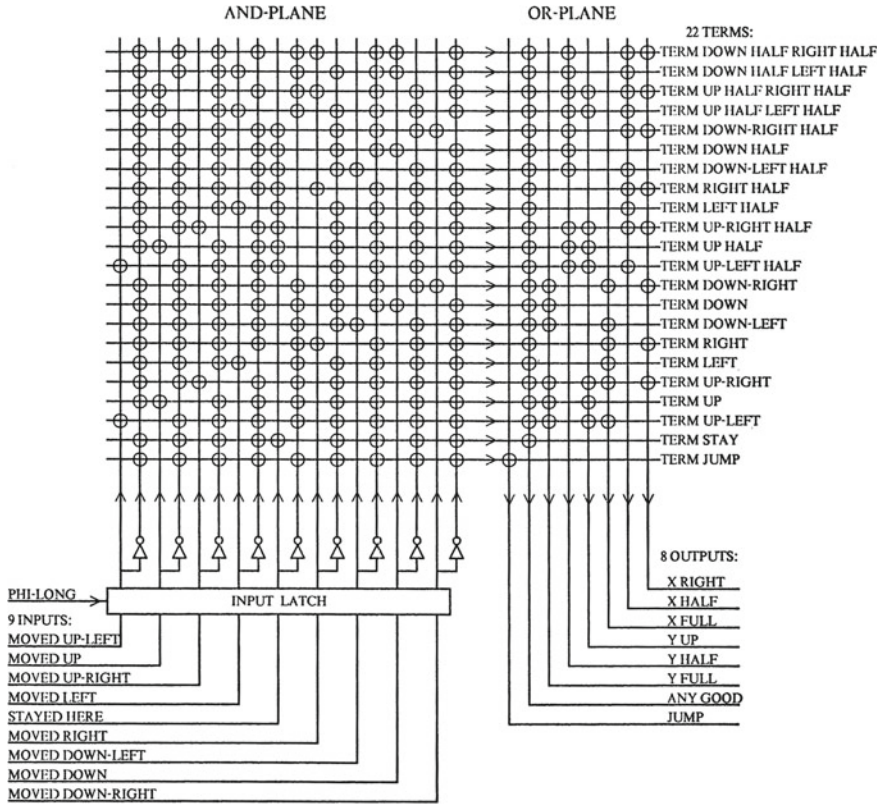 AND-PLANE
OR-PLANE
22 TERMS:
TERM DOWN HALF RIGHT HALF
TERM DOWN HALF LEFT HALF
TERM UP HALF RIGHT HALF
TERM UP HALF LEFT HALF
TERM DOWN-RIGHT HALF
TERM DOWN HALF
TERM DOWN-LEFT HALF
TERM RIGHT HALF
TERM LEFT HALF
TERM UP-RIGHT HALF
TERM UP HALF
TERM UP-LEFT HALF
TERM DOWN-RIGHT
TERM DOWN
TERM DOWN-LEFT
TERM RIGHT
TERM LEFT
TERM UP-RIGHT
TERM UP
TERM UP-LEFT
TERM STAY
TERM JUMP
PHI-LONG
INPUT LATCH
9 INPUTS:
MOVED UP-LEFT
MOVED UP
MOVED UP-RIGHT
MOVED LEFT
STAYED HERE
MOVED RIGHT
MOVED DOWN-LEFT
MOVED DOWN
MOVED DOWN-RIGHT
8 OUTPUTS:
X RIGHT
X HALF
X FULL
Y UP
Y HALF
Y FULL
ANY GOOD
JUMP